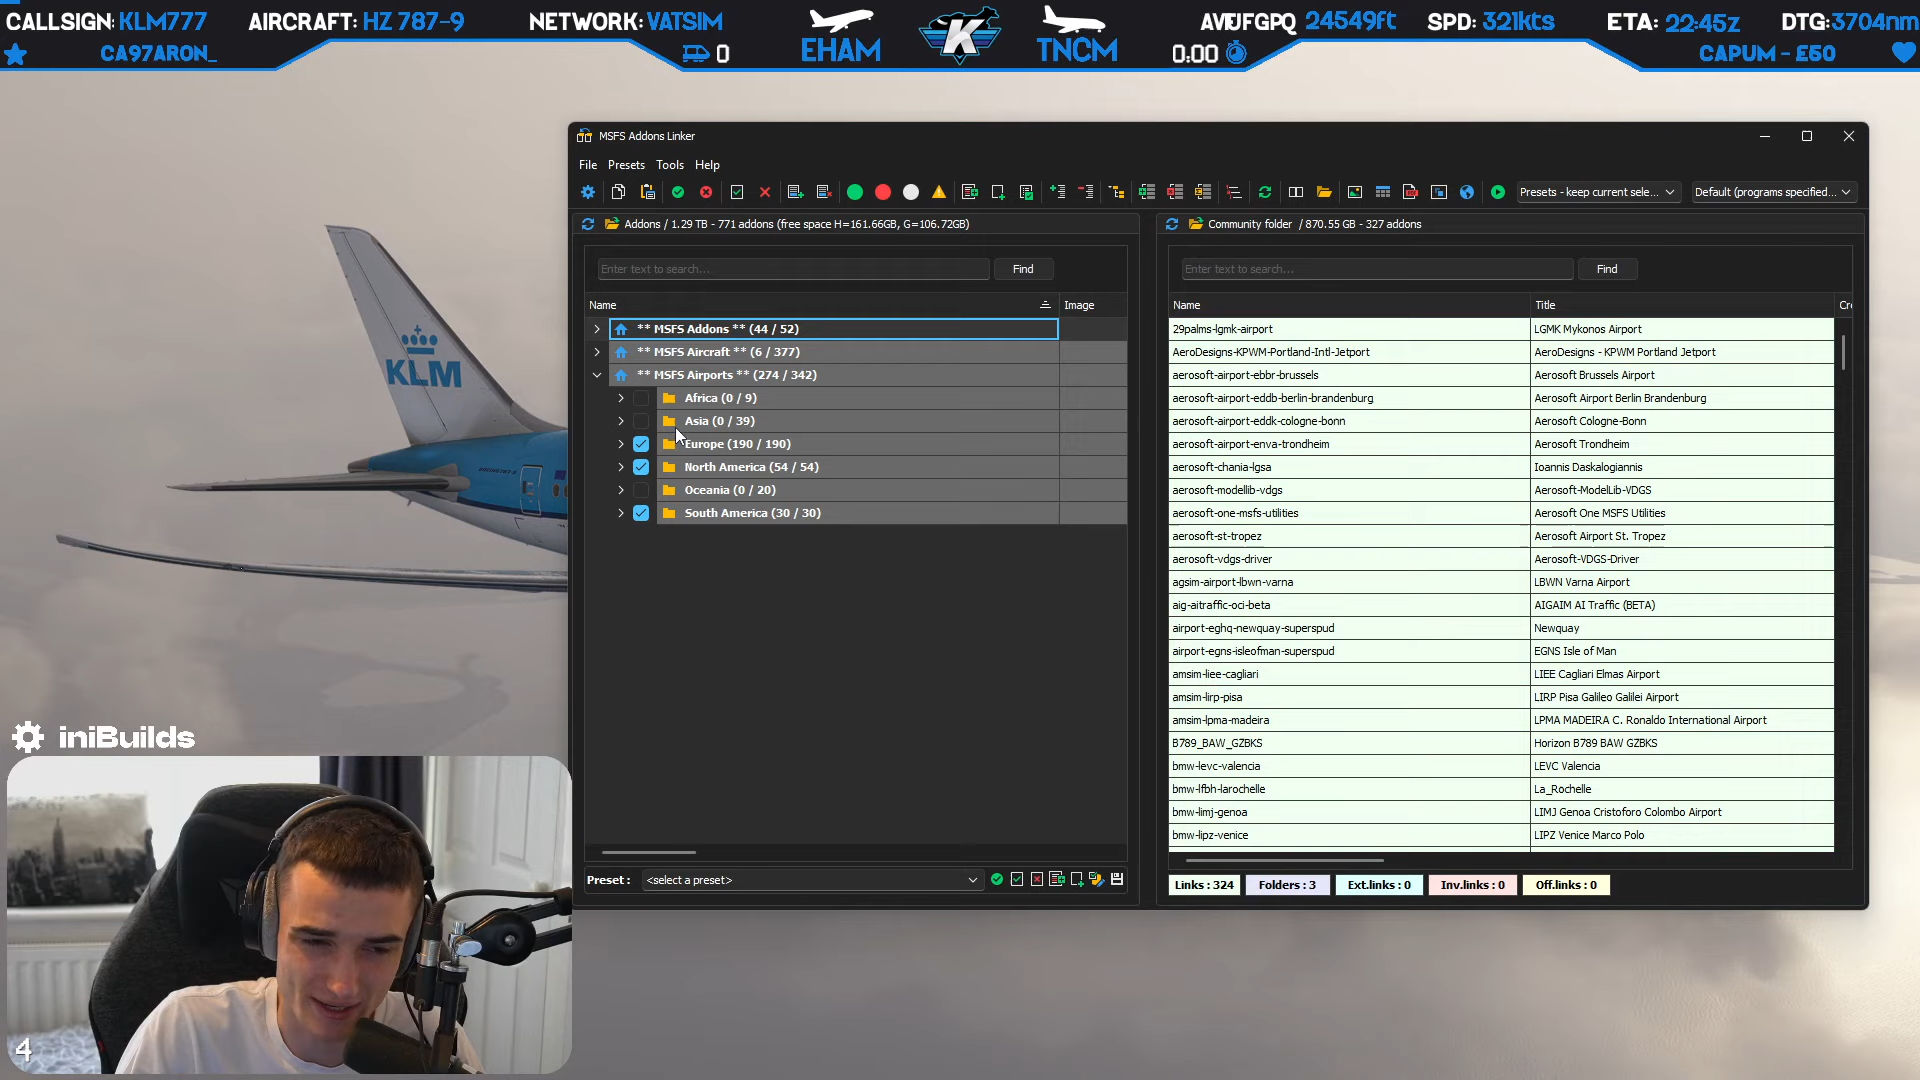 CALLSIGN: KLM777
AIRCRAFT: HZ 787-9
NETWORK: VATSIM
24549ft
SPD: 321kts
ETA: 22:45z
DTG:3704nm
CA97ARON_
0
EHAM
K
TNCM
0:00
CAPUM - £50
MSFS Addons Linker
File Presets Tools Help
Presets - keep current sele...
Default (programs specified...
Addons / 1.29 TB - 771 addons (free space H=161.66GB, G=106.72GB)
Enter text to search...
Find
Name
Image
** MSFS Addons ** (44 / 52)
** MSFS Aircraft ** (6 / 377)
** MSFS Airports ** (274 / 342)
Africa (0 / 9)
Asia (0 / 39)
Europe (190 / 190)
North America (54 / 54)
Oceania (0 / 20)
South America (30 / 30)
Preset :
<select a preset>
Community folder / 870.55 GB - 327 addons
Enter text to search...
Find
Name Title Cr
29palms-lgmk-airport LGMK Mykonos Airport
AeroDesigns-KPWM-Portland-Intl-Jetport AeroDesigns - KPWM Portland Jetport
aerosoft-airport-ebbr-brussels Aerosoft Brussels Airport
aerosoft-airport-eddb-berlin-brandenburg Aerosoft Airport Berlin Brandenburg
aerosoft-airport-eddk-cologne-bonn Aerosoft Cologne-Bonn
aerosoft-airport-enva-trondheim Aerosoft Trondheim
aerosoft-chania-lgsa Ioannis Daskalogiannis
aerosoft-modellib-vdgs Aerosoft-ModelLib-VDGS
aerosoft-one-msfs-utilities Aerosoft One MSFS Utilities
aerosoft-st-tropez Aerosoft Airport St. Tropez
aerosoft-vdgs-driver Aerosoft-VDGS-Driver
agsim-airport-lbwn-varna LBWN Varna Airport
aig-aitraffic-oci-beta AIGAIM AI Traffic (BETA)
airport-eghq-newquay-superspud Newquay
airport-egns-isleofman-superspud EGNS Isle of Man
amsim-liee-cagliari LIEE Cagliari Elmas Airport
amsim-lirp-pisa LIRP Pisa Galileo Galilei Airport
amsim-lpma-madeira LPMA MADEIRA C. Ronaldo International Airport
B789_BAW_GZBKS Horizon B789 BAW GZBKS
bmw-levc-valencia LEVC Valencia
bmw-lfbh-larochelle La_Rochelle
bmw-limj-genoa LIMJ Genoa Cristoforo Colombo Airport
bmw-lipz-venice LIPZ Venice Marco Polo
Links : 324
Folders : 3
Ext.links : 0
Inv.links : 0
Off.links : 0
KLM
iniBuilds
4